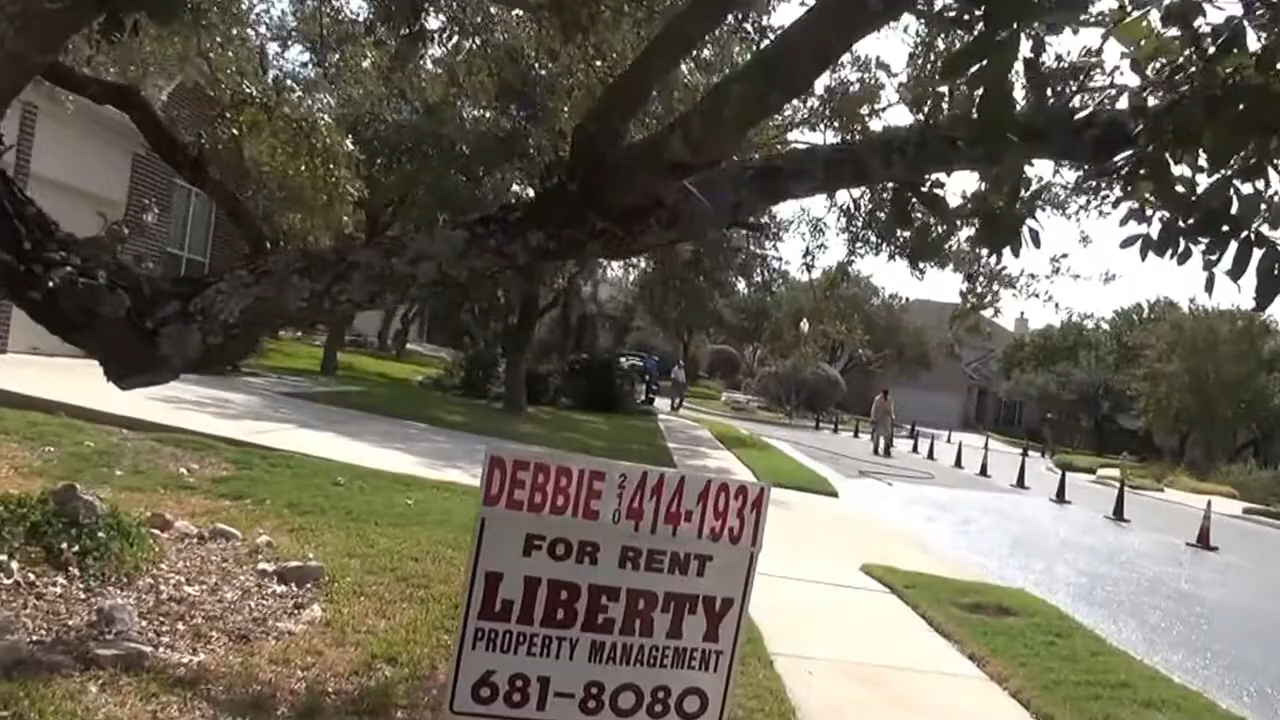 DEBBIE 210 414-1931
FOR RENT
LIBERTY
PROPERTY MANAGEMENT
681-8080